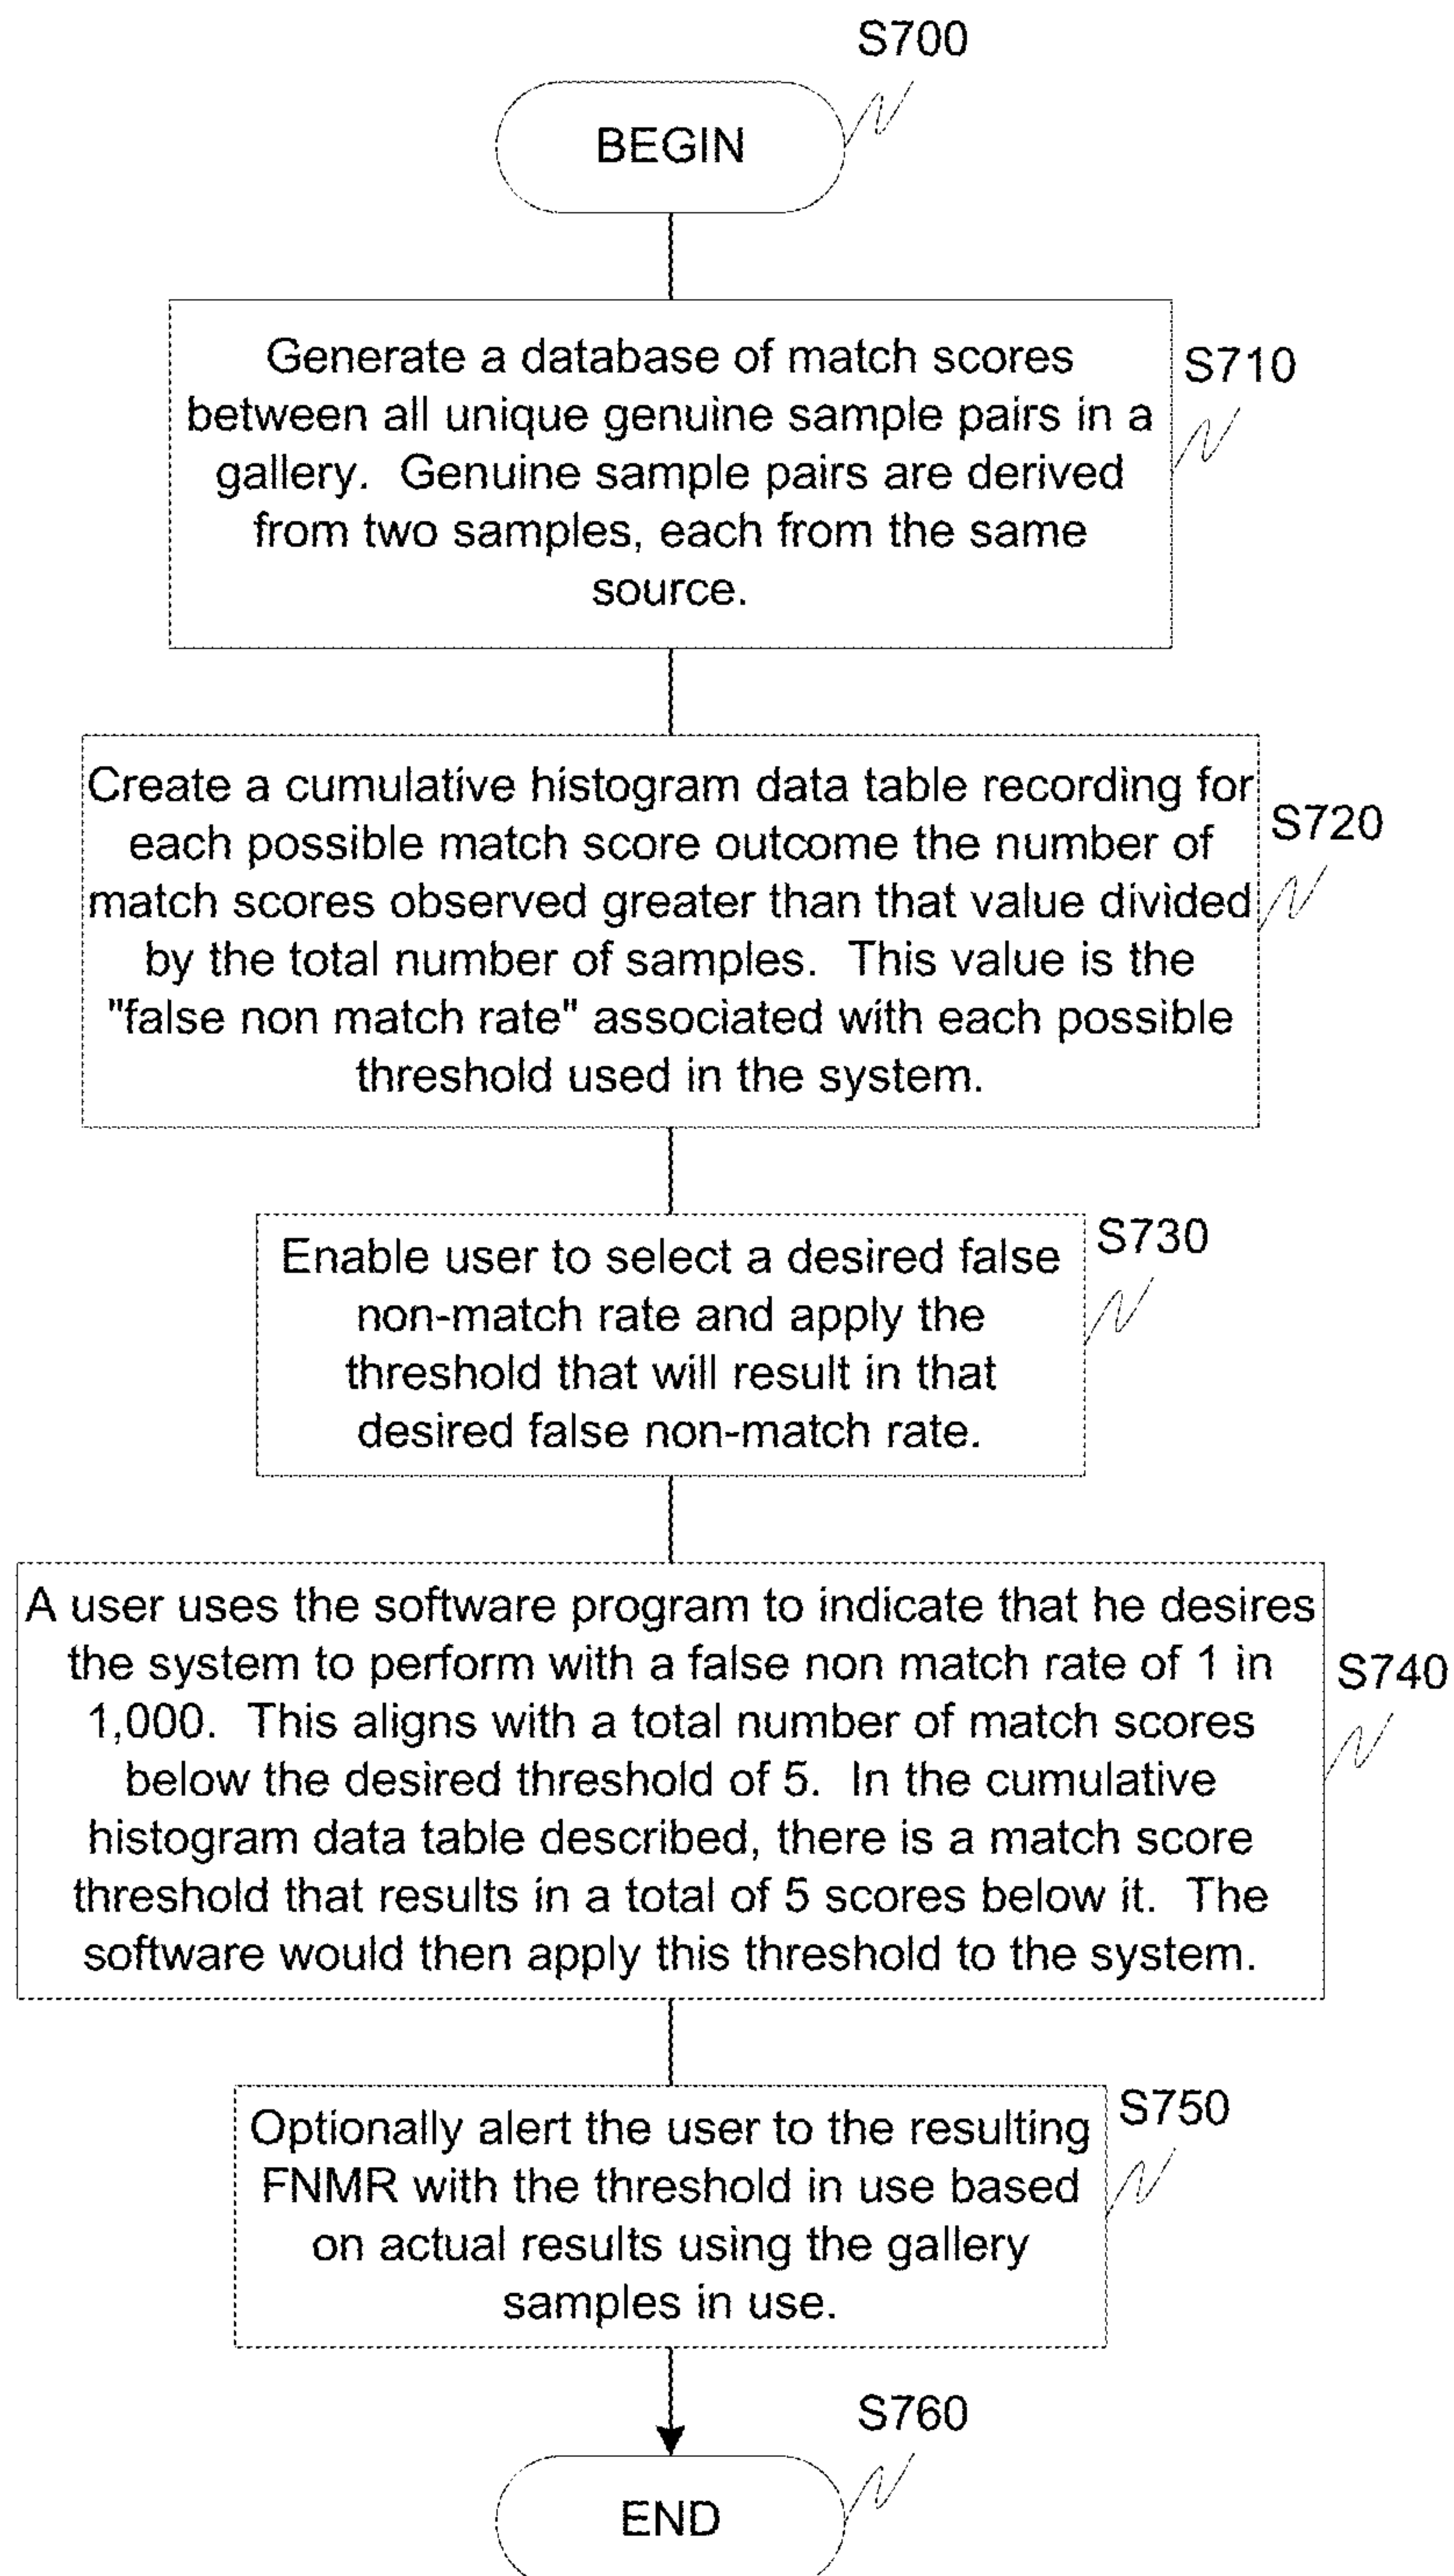 S700
BEGIN
Generate a database of match scores
between all unique genuine sample pairs in a
gallery.  Genuine sample pairs are derived
from two samples, each from the same
source.
S710
Create a cumulative histogram data table recording for
each possible match score outcome the number of
match scores observed greater than that value divided
by the total number of samples.  This value is the
"false non match rate" associated with each possible
threshold used in the system.
S720
Enable user to select a desired false
non-match rate and apply the
threshold that will result in that
desired false non-match rate.
S730
A user uses the software program to indicate that he desires
the system to perform with a false non match rate of 1 in
1,000.  This aligns with a total number of match scores
below the desired threshold of 5.  In the cumulative
histogram data table described, there is a match score
threshold that results in a total of 5 scores below it.  The
software would then apply this threshold to the system.
S740
Optionally alert the user to the resulting
FNMR with the threshold in use based
on actual results using the gallery
samples in use.
S750
S760
END